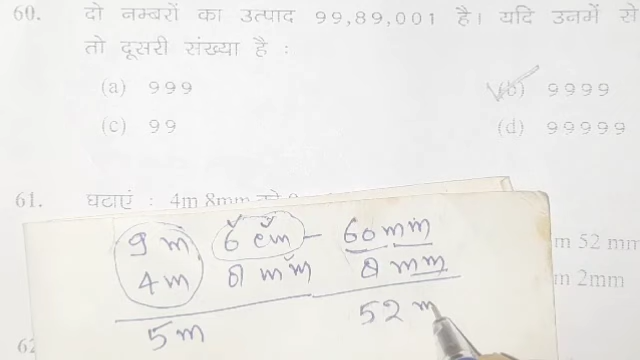 60. दो नम्बरों का उत्पाद 99,89,001 है। यदि उनमें से
तो दूसरी संख्या है :
(a) 999 (b) 9999
(c) 99 (d) 99999
61. घटाएं : 4m 8mm
m 52 mm
m 2mm
9 m 6 cm - 60 mm
4 m 8 mm 8 mm
5 m 52 m
62